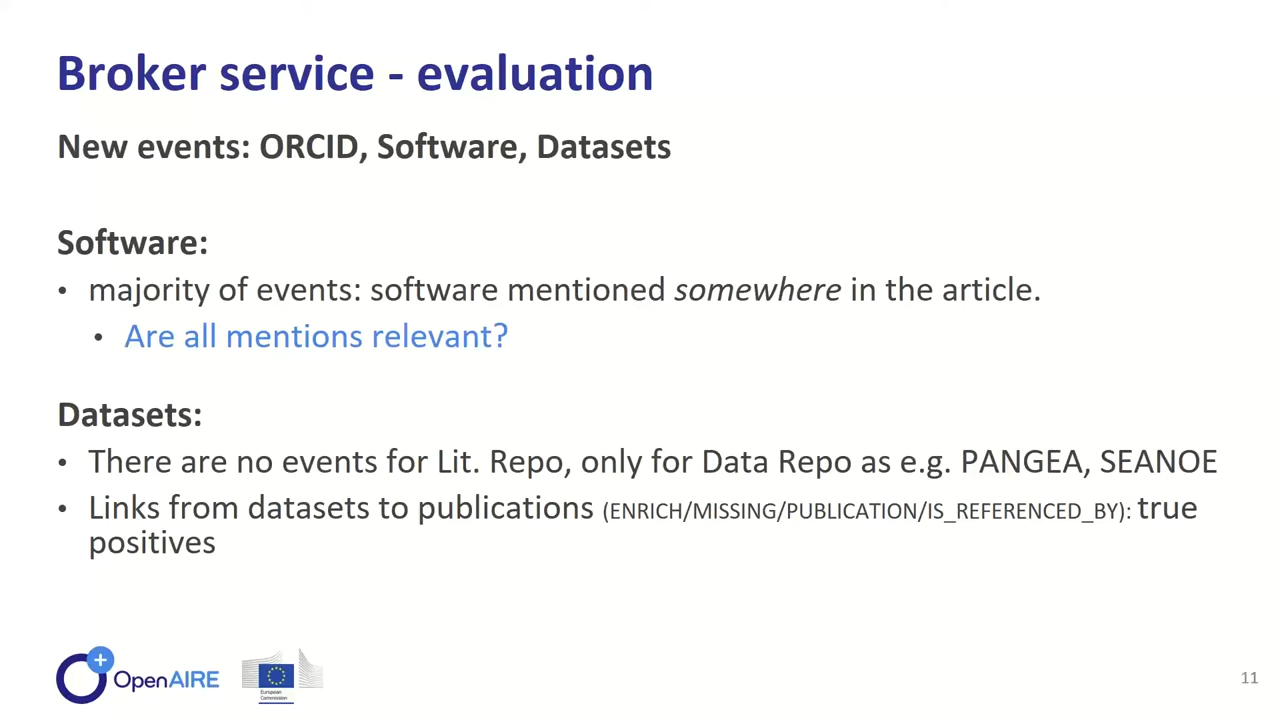 Broker service - evaluation
New events: ORCID, Software, Datasets
Software:
• majority of events: software mentioned somewhere in the article.
• Are all mentions relevant?
Datasets:
• There are no events for Lit. Repo, only for Data Repo as e.g. PANGEA, SEANOE
• Links from datasets to publications (ENRICH/MISSING/PUBLICATION/IS_REFERENCED_BY): true
positives
OpenAIRE
European
Commission
11